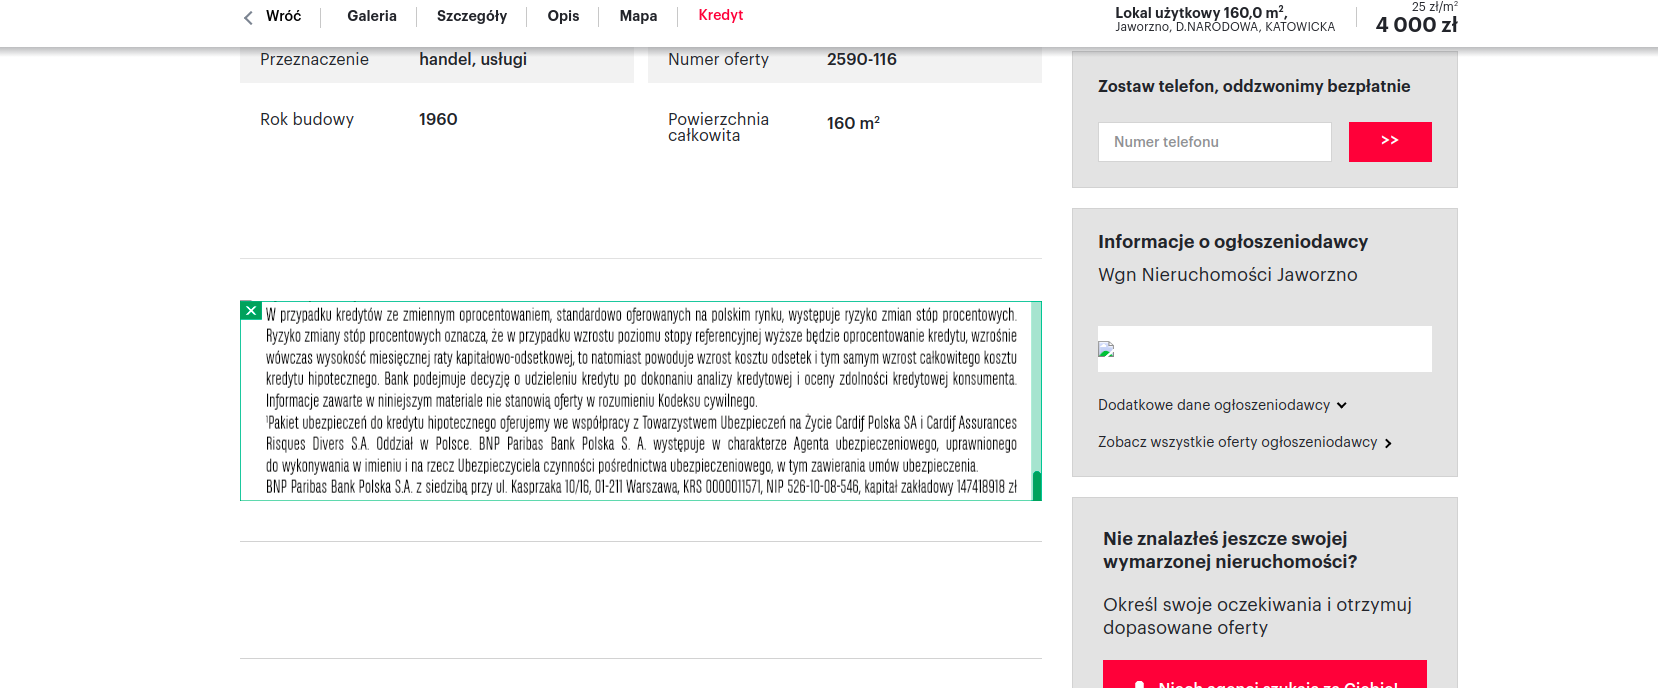 Wróć
Galeria
Szczegóły
Opis
Mapa
Kredyt
Lokal użytkowy 160,0 m²,
Jaworzno, D.NARODOWA, KATOWICKA
25 zł/m²
4 000 zł
Przeznaczenie
handel, usługi
Numer oferty
2590-116
Rok budowy
1960
Powierzchnia
całkowita
160 m²
W przypadku kredytów ze zmiennym oprocentowaniem, standardowo oferowanych na polskim rynku, występuje ryzyko zmian stóp procentowych.
Ryzyko zmiany stóp procentowych oznacza, że w przypadku wzrostu poziomu stopy referencyjnej wyższe będzie oprocentowanie kredytu, wzrośnie
wówczas wysokość miesięcznej raty kapitałowo-odsetkowej, to natomiast powoduje wzrost kosztu odsetek i tym samym wzrost całkowitego kosztu
kredytu hipotecznego. Bank podejmuje decyzję o udzieleniu kredytu po dokonaniu analizy kredytowej i oceny zdolności kredytowej konsumenta.
Informacje zawarte w niniejszym materiale nie stanowią oferty w rozumieniu Kodeksu cywilnego.
¹Pakiet ubezpieczeń do kredytu hipotecznego oferujemy we współpracy z Towarzystwem Ubezpieczeń na Życie Cardif Polska SA i Cardif Assurances
Risques Divers S.A. Oddział w Polsce. BNP Paribas Bank Polska S. A. występuje w charakterze Agenta ubezpieczeniowego, uprawnionego
do wykonywania w imieniu i na rzecz Ubezpieczyciela czynności pośrednictwa ubezpieczeniowego, w tym zawierania umów ubezpieczenia.
BNP Paribas Bank Polska S.A. z siedzibą przy ul. Kasprzaka 10/16, 01-211 Warszawa, KRS 0000011571, NIP 526-10-08-546, kapitał zakładowy 147418918 zł
Zostaw telefon, oddzwonimy bezpłatnie
Numer telefonu
>>
Informacje o ogłoszeniodawcy
Wgn Nieruchomości Jaworzno
Dodatkowe dane ogłoszeniodawcy
Zobacz wszystkie oferty ogłoszeniodawcy
Nie znalazłeś jeszcze swojej
wymarzonej nieruchomości?
Określ swoje oczekiwania i otrzymuj
dopasowane oferty
Niech agenci szukają za Ciebie!